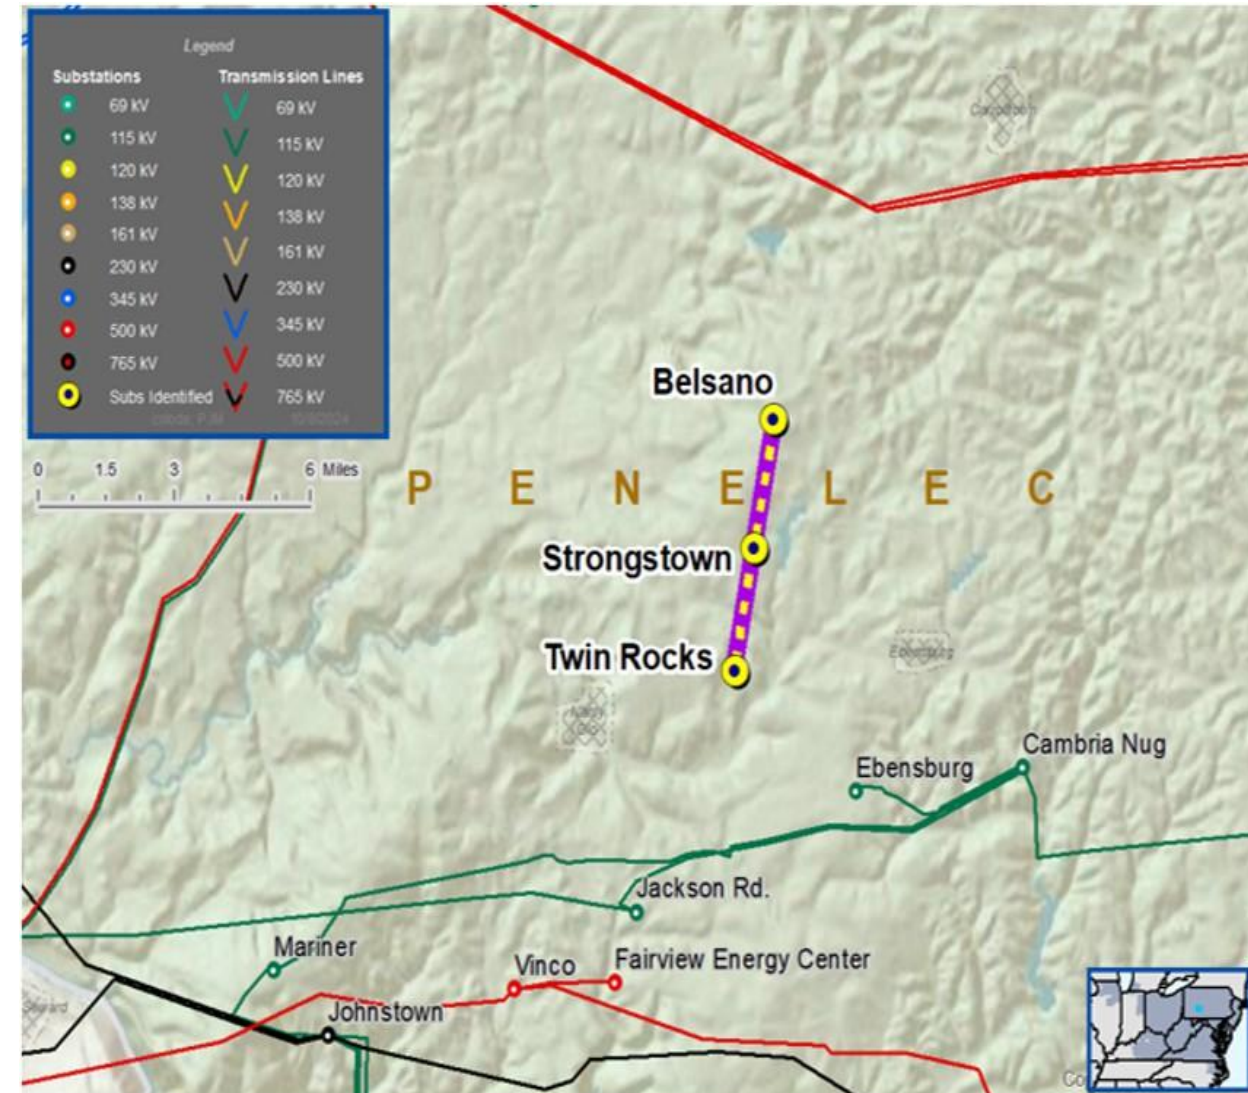 Legend
Substations
Transmission Lines
69 kV
69 kV
115 kV
115 kV
120 kV
120 kV
138 kV
138 kV
161 kV
161 kV
230 kV
230 kV
345 kV
345 kV
500 kV
500 kV
765 kV
765 kV
Subs Identified
0 1.5 3 6 Miles
Belsano
P E N E L E C
Strongstown
Twin Rocks
Ebensburg
Cambria Nug
Ebensburg
Jackson Rd.
Mariner
Vinco
Fairview Energy Center
Johnstown